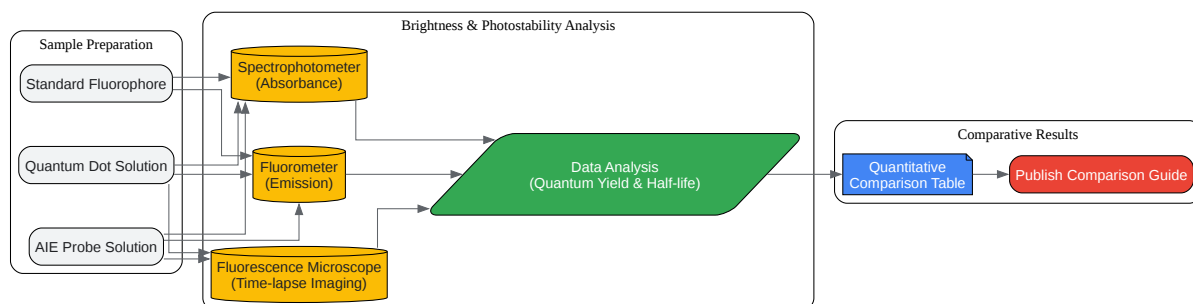 Sample Preparation
Standard Fluorophore
Quantum Dot Solution
AIE Probe Solution
Brightness & Photostability Analysis
Spectrophotometer
(Absorbance)
Fluorometer
(Emission)
Fluorescence Microscope
(Time-lapse Imaging)
Data Analysis
(Quantum Yield & Half-life)
Comparative Results
Quantitative
Comparison Table
Publish Comparison Guide